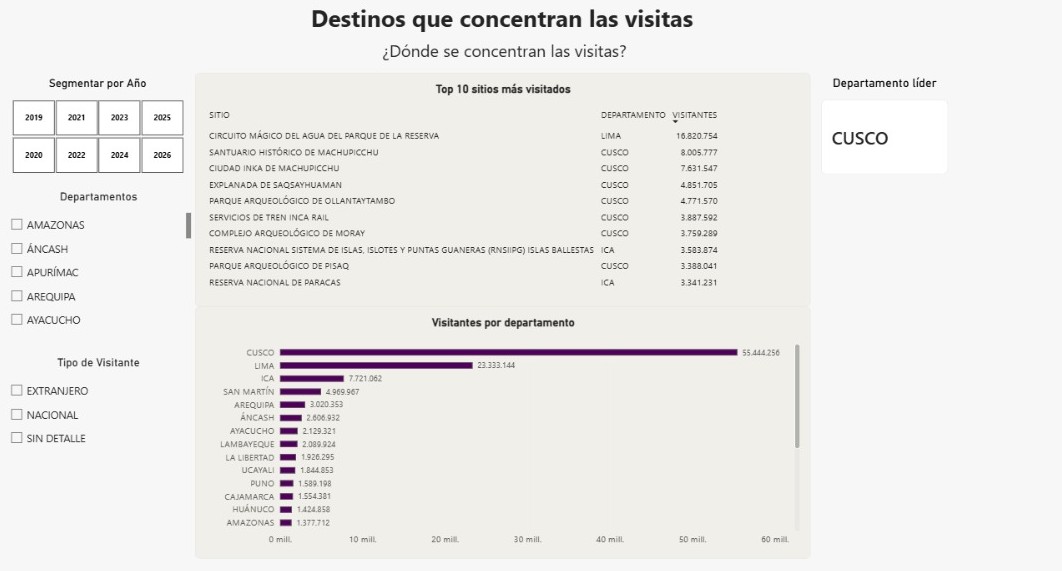 Destinos que concentran las visitas
¿Dónde se concentran las visitas?
Segmentar por Año
2019 2021 2023 2025
2020 2022 2024 2026
Departamentos
AMAZONAS
ÁNCASH
APURÍMAC
AREQUIPA
AYACUCHO
Tipo de Visitante
EXTRANJERO
NACIONAL
SIN DETALLE
Top 10 sitios más visitados
SITIO DEPARTAMENTO VISITANTES
CIRCUITO MÁGICO DEL AGUA DEL PARQUE DE LA RESERVA LIMA 16.820.754
SANTUARIO HISTÓRICO DE MACHUPICCHU CUSCO 8.005.777
CIUDAD INKA DE MACHUPICCHU CUSCO 7.631.547
EXPLANADA DE SAQSAYHUAMAN CUSCO 4.851.705
PARQUE ARQUEOLÓGICO DE OLLANTAYTAMBO CUSCO 4.771.570
SERVICIOS DE TREN INCA RAIL CUSCO 3.887.592
COMPLEJO ARQUEOLÓGICO DE MORAY CUSCO 3.759.289
RESERVA NACIONAL SISTEMA DE ISLAS, ISLOTES Y PUNTAS GUANERAS (RNSIIPG) ISLAS BALLESTAS ICA 3.583.874
PARQUE ARQUEOLÓGICO DE PISAQ CUSCO 3.388.041
RESERVA NACIONAL DE PARACAS ICA 3.341.231
Visitantes por departamento
CUSCO 55.444.256
LIMA 23.333.144
ICA 7.721.062
SAN MARTÍN 4.969.967
AREQUIPA 3.020.353
ÁNCASH 2.606.932
AYACUCHO 2.129.321
LAMBAYEQUE 2.089.924
LA LIBERTAD 1.926.295
UCAYALI 1.844.853
PUNO 1.589.198
CAJAMARCA 1.554.381
HUÁNUCO 1.424.858
AMAZONAS 1.377.712
0 mill. 10 mill. 20 mill. 30 mill. 40 mill. 50 mill. 60 mill.
Departamento líder
CUSCO